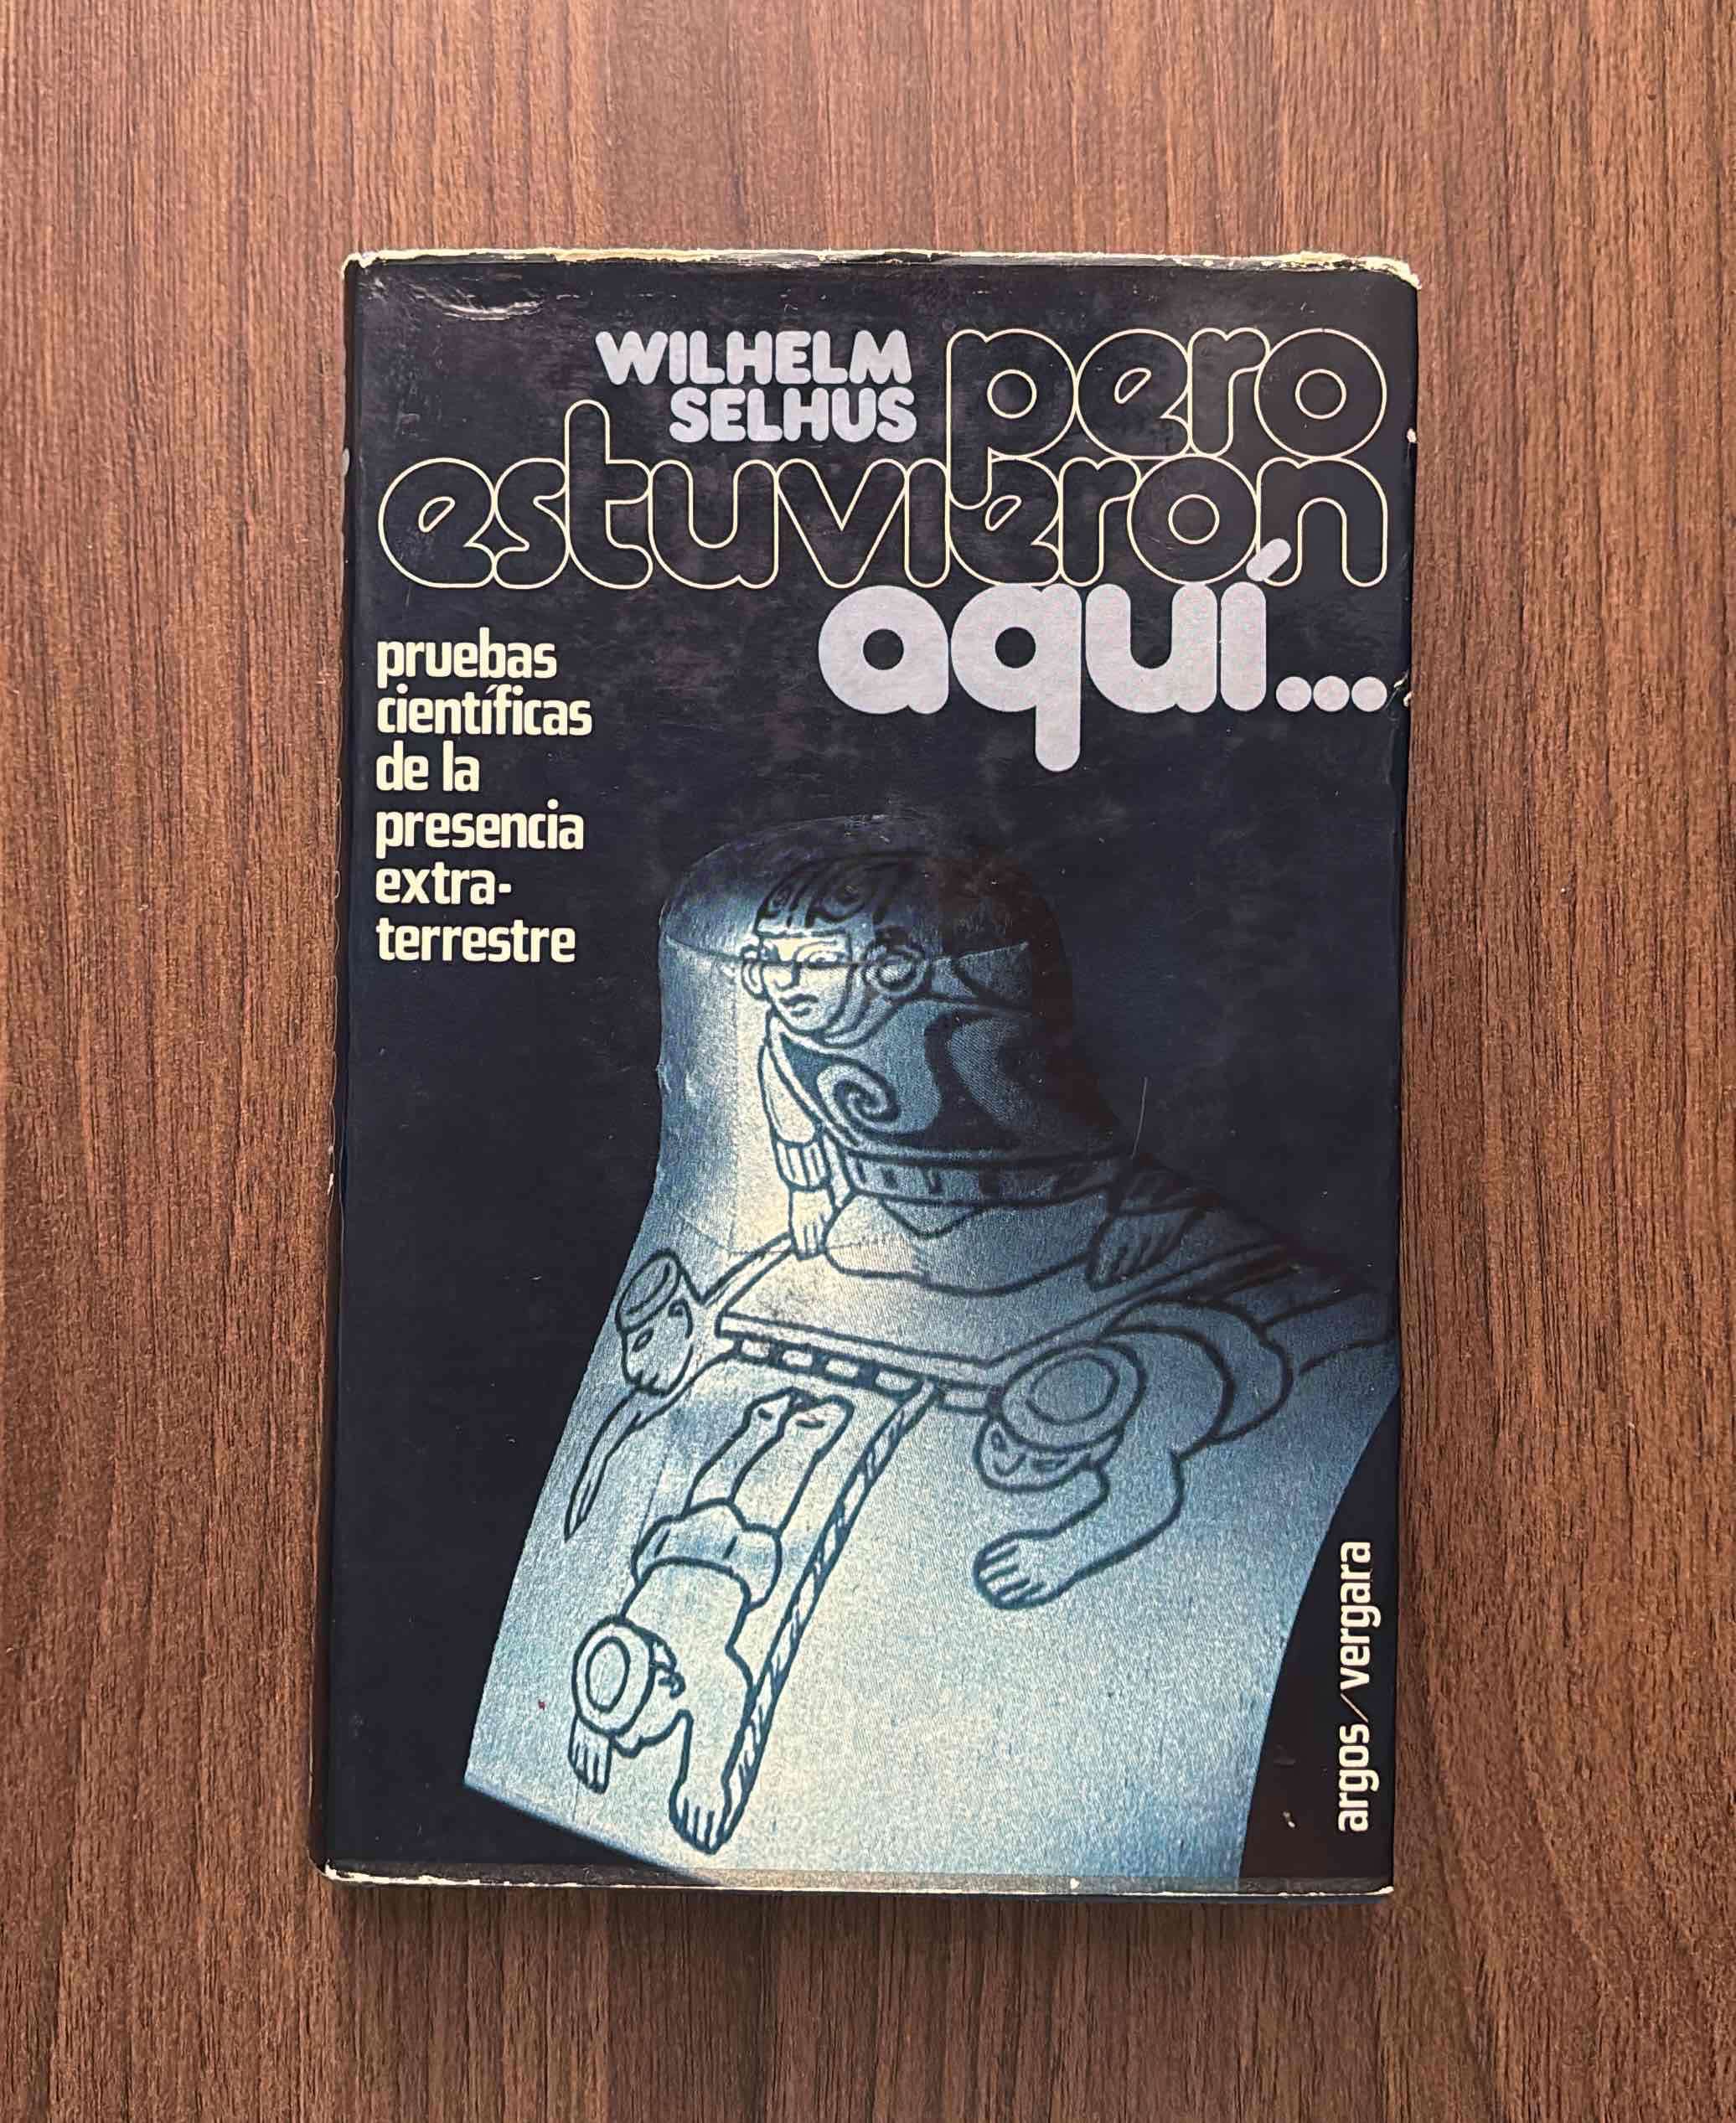 WILHELM
SELHUS
pero
estuvieron
aquí...
pruebas
científicas
de la
presencia
extra-
terrestre
argos/vergara